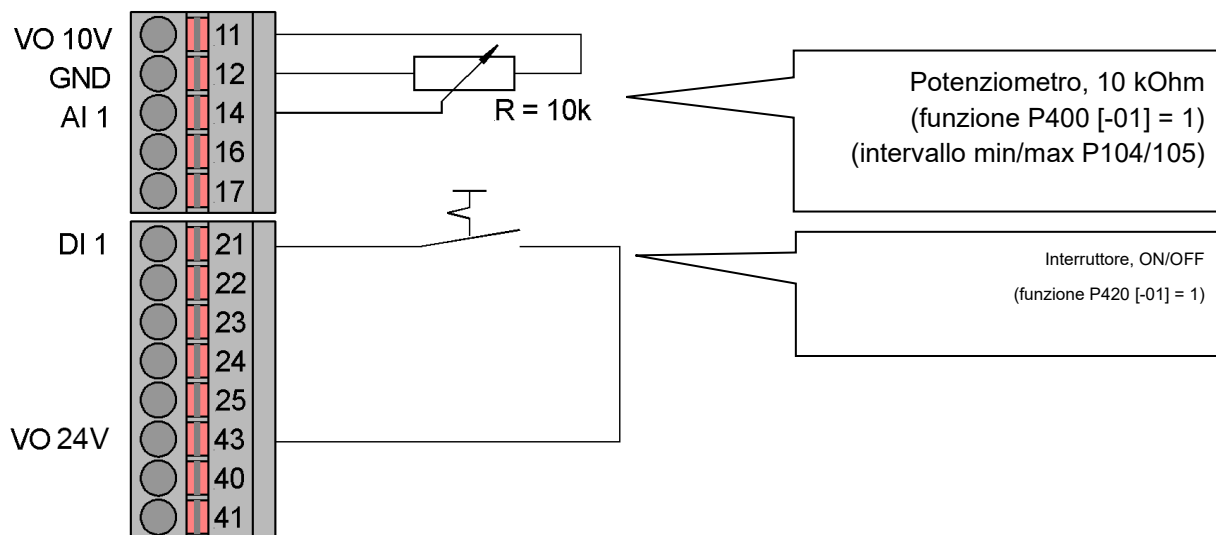 VO 10V 11
GND 12
AI 1 14
16
17
R = 10k
Potenziometro, 10 kOhm
(funzione P400 [-01] = 1)
(intervallo min/max P104/105)
DI 1 21
22
23
24
25
VO 24V 43
40
41
Interruttore, ON/OFF
(funzione P420 [-01] = 1)